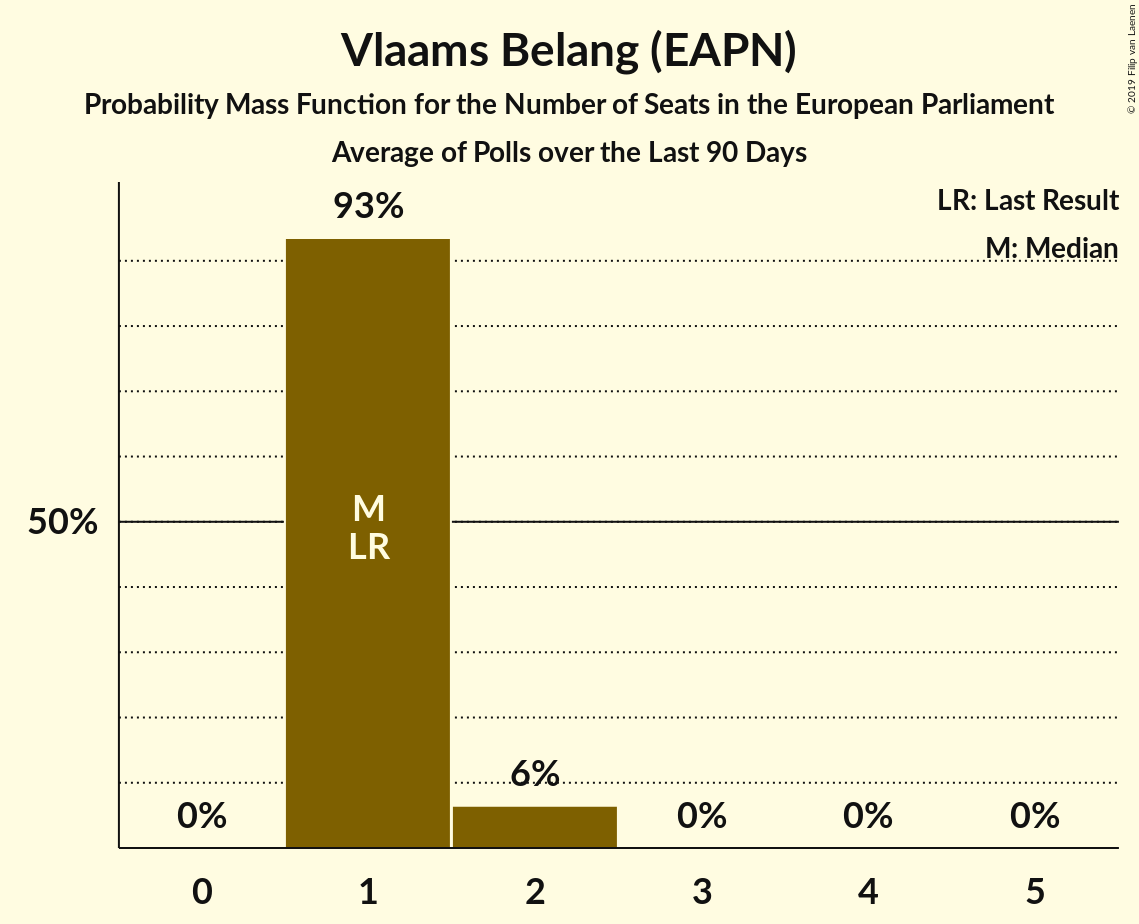 Vlaams Belang (EAPN)
Probability Mass Function for the Number of Seats in the European Parliament
Average of Polls over the Last 90 Days
© 2019 Filip van Laenen
LR: Last Result
M: Median
93%
50%
M
LR
6%
0%
0%
0%
0%
0 1 2 3 4 5